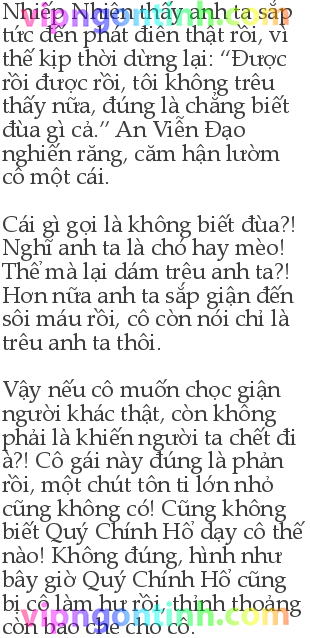 Nhiếp Nhiên thấy anh ta sắp
vipngontinh.com
tức đến phát điên thật rồi, vì
thế kịp thời dừng lại: “Được
rồi được rồi, tôi không trêu
thầy nữa, đúng là chẳng biết
đùa gì cả.” An Viễn Đạo
nghiến răng, căm hận lườm
cô một cái.
Cái gì gọi là không biết đùa?!
Nghĩ anh ta là chó hay mèo!
Thế mà lại dám trêu anh ta?!
Hơn nữa anh ta sắp giận đến
sôi máu rồi, cô còn nói chỉ là
trêu anh ta thôi.
Vậy nếu cô muốn chọc giận
người khác thật, còn không
phải là khiến người ta chết đi
à?! Cô gái này đúng là phản
rồi, một chút tôn ti lớn nhỏ
cũng không có! Cũng không
biết Quý Chính Hổ dạy cô thế
nào! Không đúng, hình như
bây giờ Quý Chính Hổ cũng
bị cô làm hư rồi, thỉnh thoảng
vipngontinh.com
còn bao che cho cô.